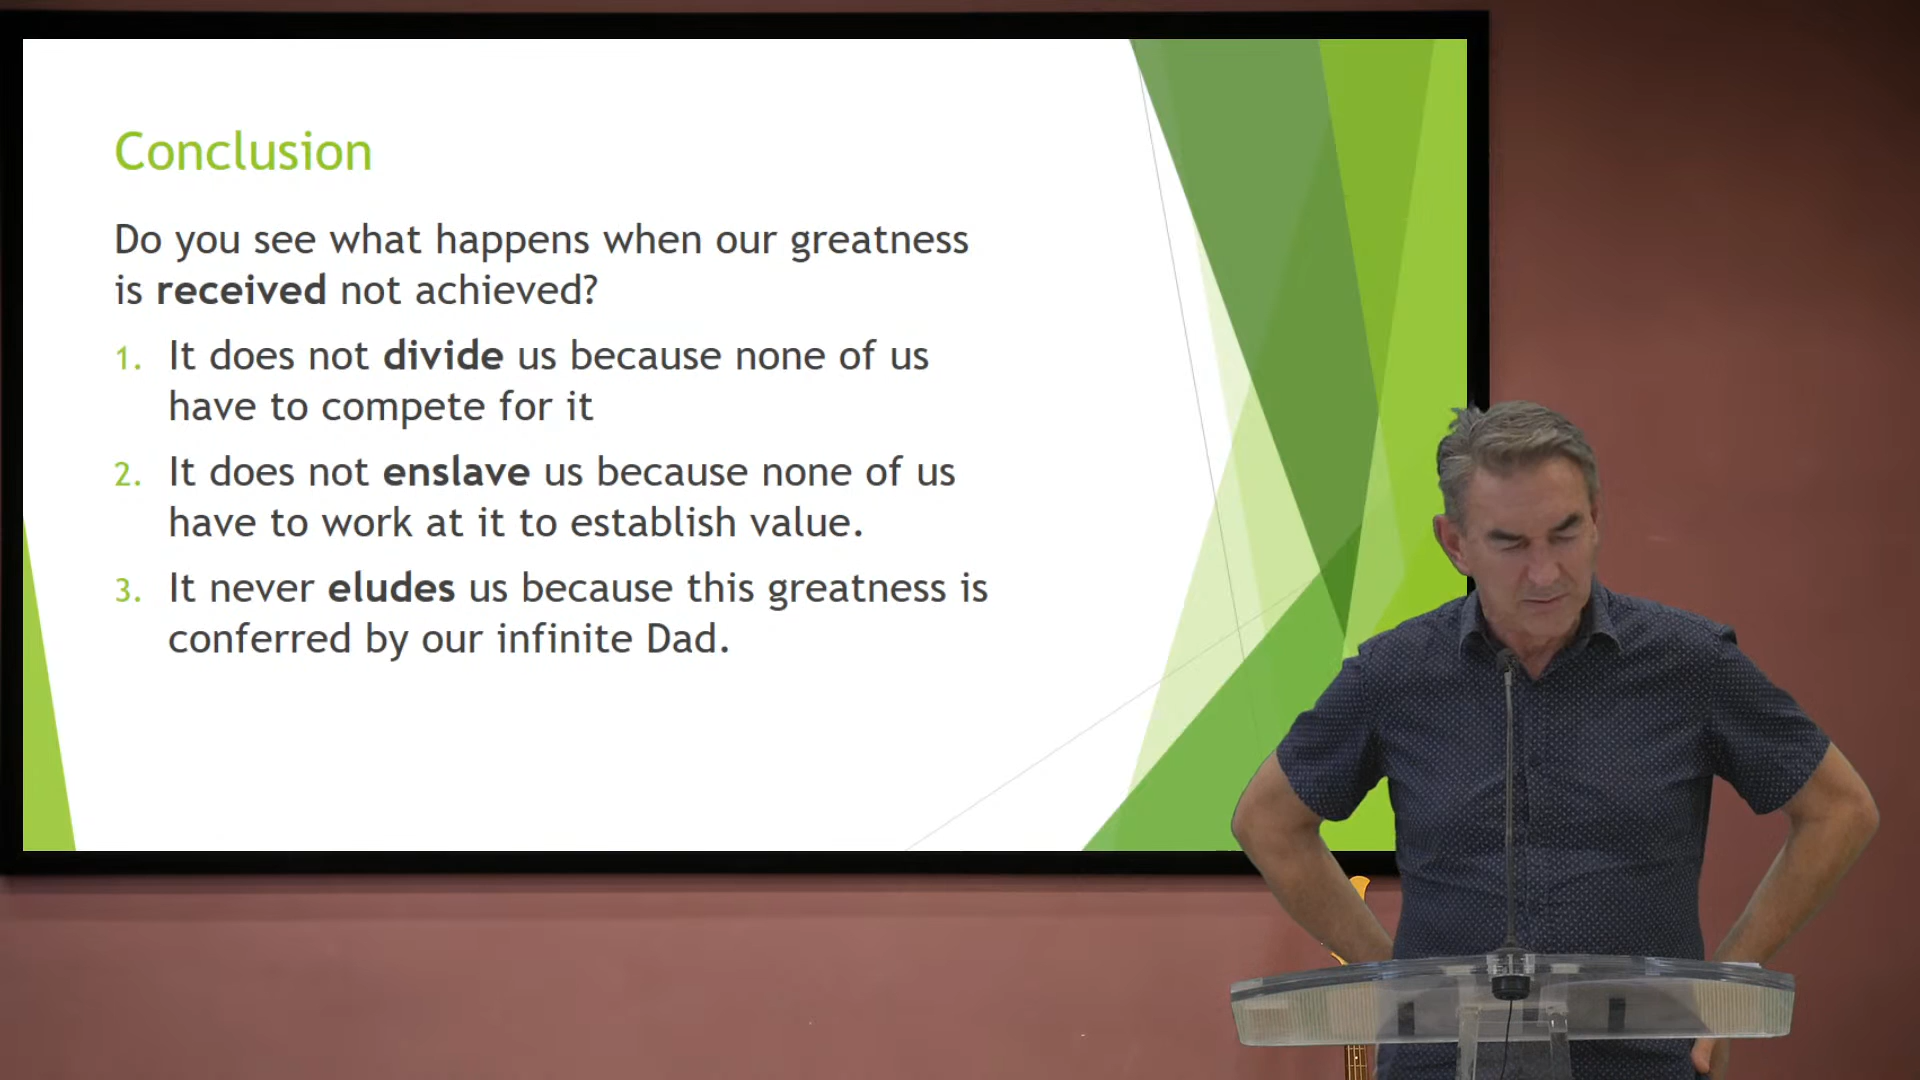 Conclusion
Do you see what happens when our greatness
is received not achieved?
1. It does not divide us because none of us
have to compete for it
2. It does not enslave us because none of us
have to work at it to establish value.
3. It never eludes us because this greatness is
conferred by our infinite Dad.